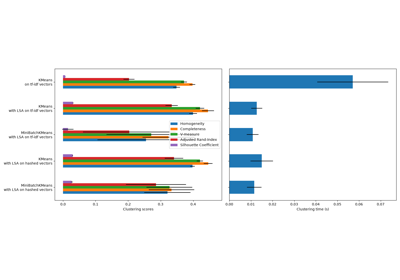 KMeans
on tf-idf vectors
KMeans
with LSA on tf-idf vectors
MiniBatchKMeans
with LSA on tf-idf vectors
KMeans
with LSA on hashed vectors
MiniBatchKMeans
with LSA on hashed vectors
Homogeneity
Completeness
V-measure
Adjusted Rand-Index
Silhouette Coefficient
0.0 0.1 0.2 0.3 0.4
Clustering scores
0.00 0.01 0.02 0.03 0.04 0.05 0.06 0.07
Clustering time (s)